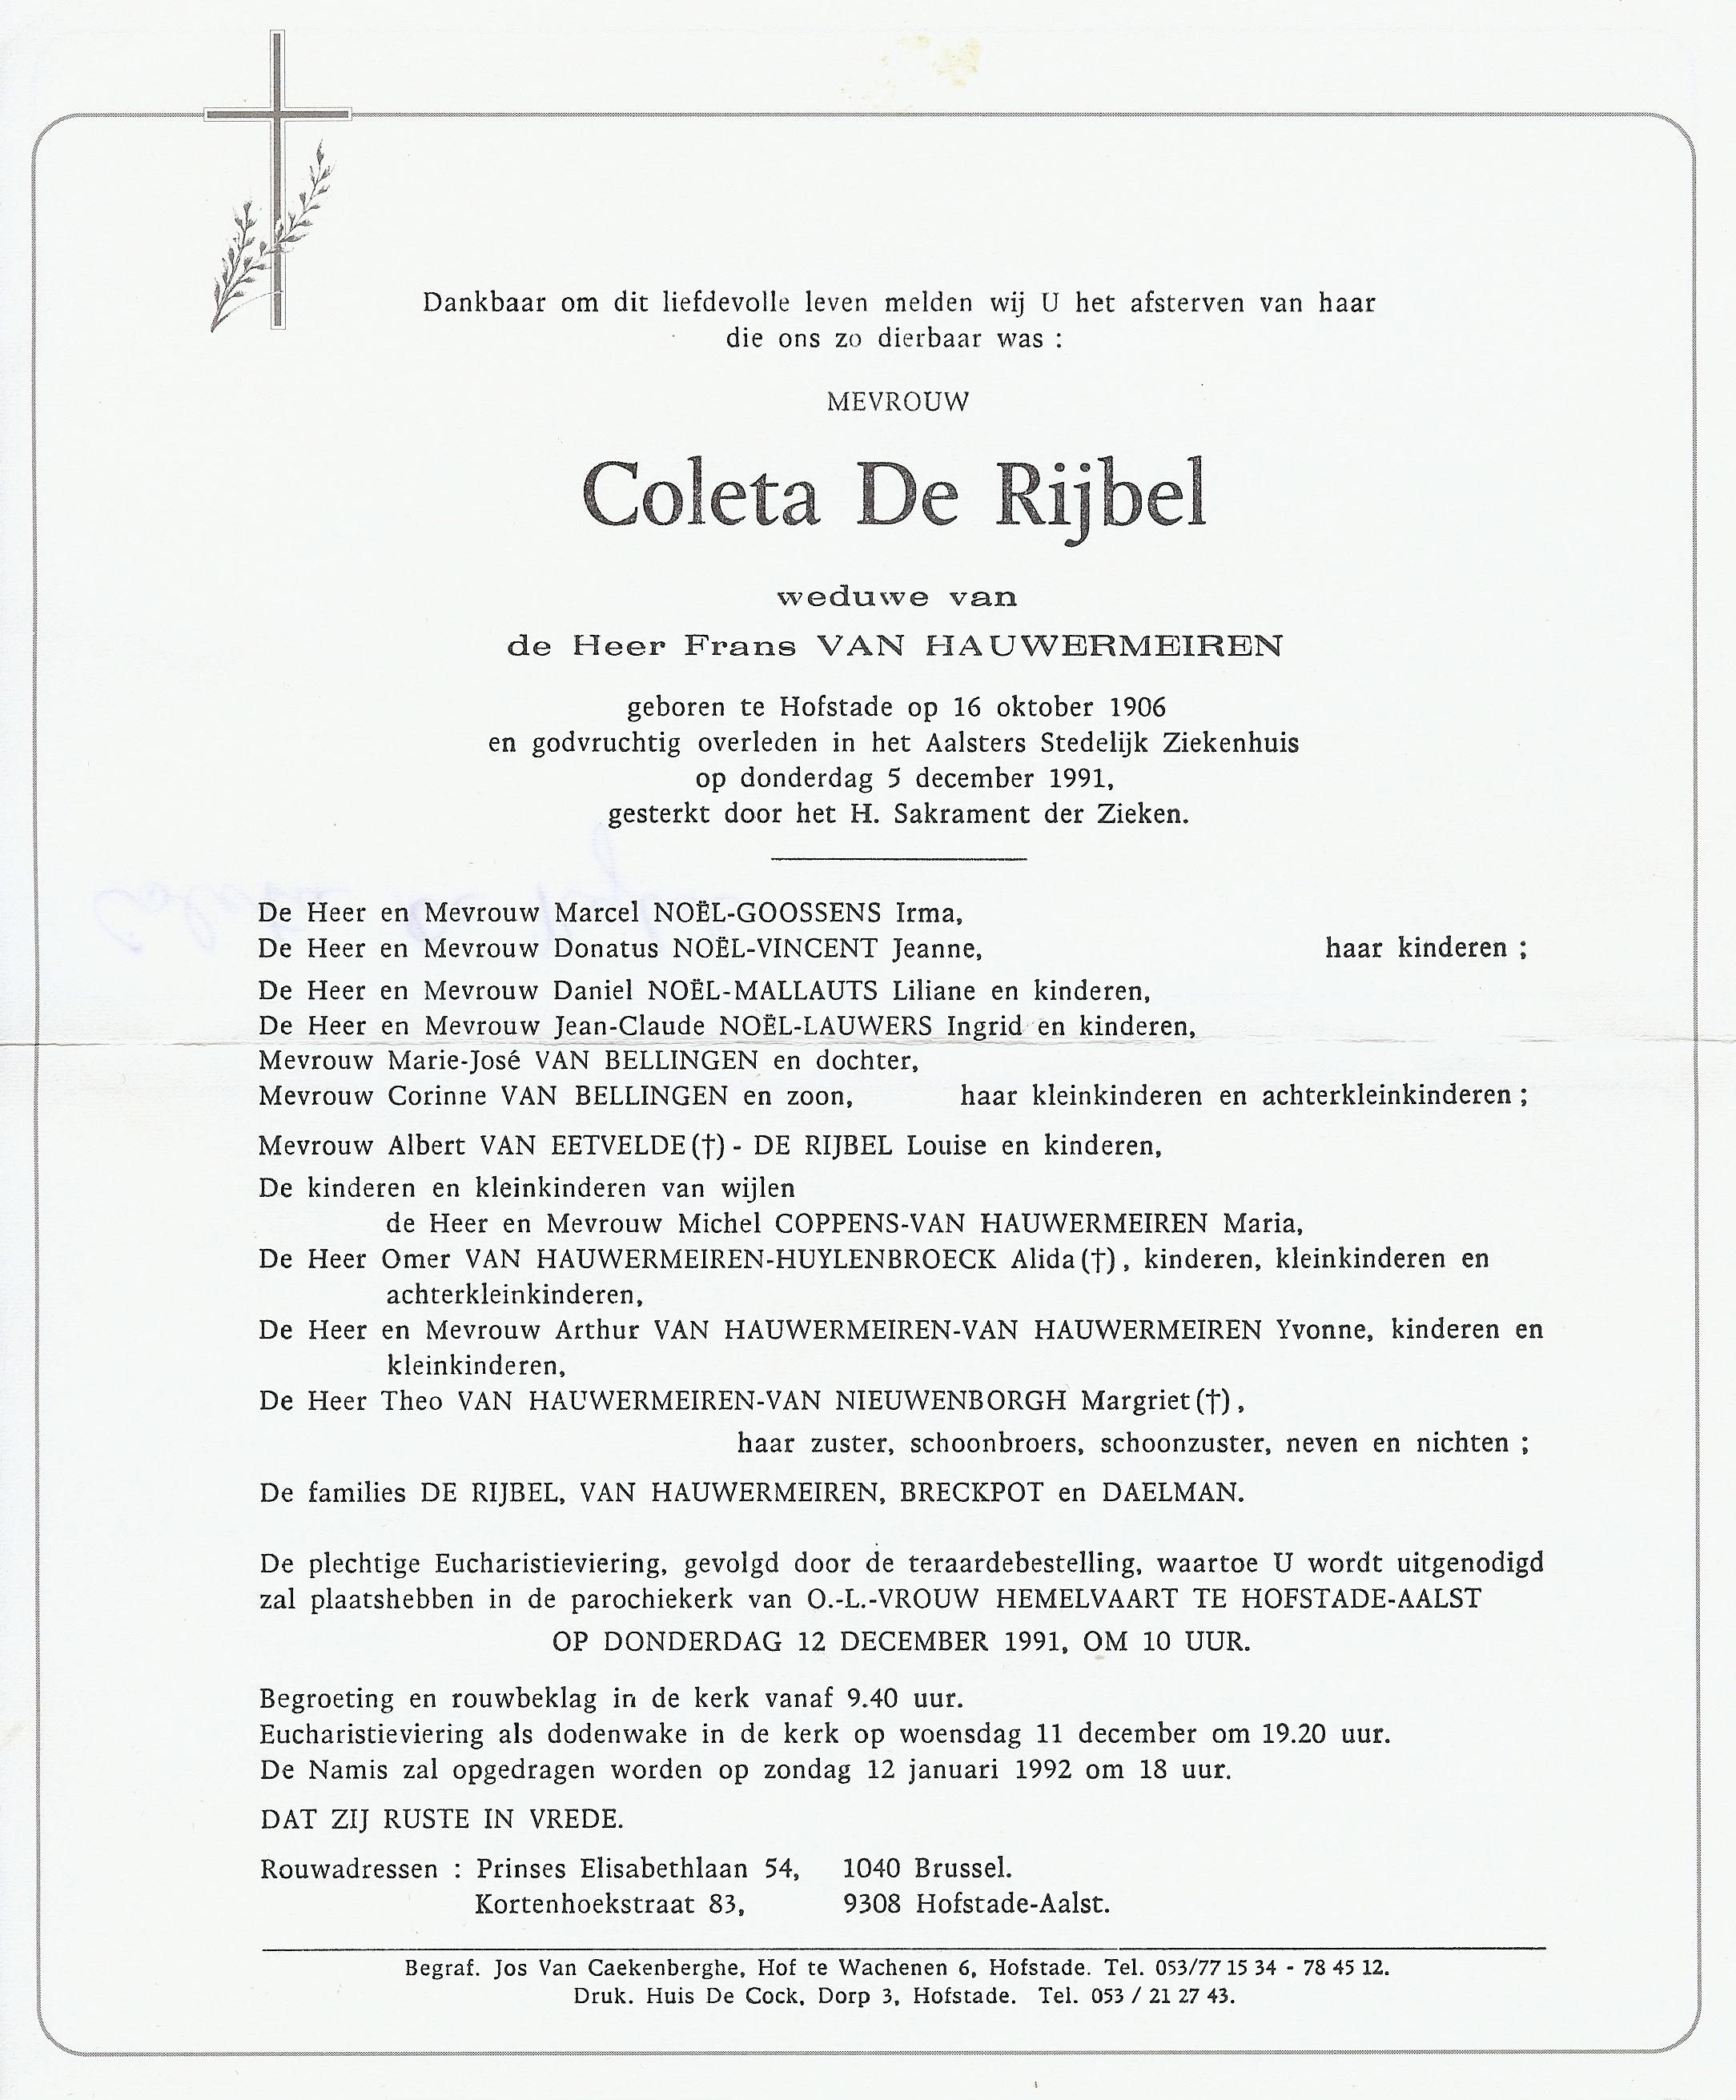 Dankbaar om dit liefdevolle leven melden wij U het afsterven van haar
die ons zo dierbaar was :
MEVROUW
Coleta De Rijbel
weduwe van
de Heer Frans VAN HAUWERMEIREN
geboren te Hofstade op 16 oktober 1906
en godvruchtig overleden in het Aalsters Stedelijk Ziekenhuis
op donderdag 5 december 1991,
gesterkt door het H. Sakrament der Zieken.
De Heer en Mevrouw Marcel NOËL-GOOSSENS Irma,
De Heer en Mevrouw Donatus NOËL-VINCENT Jeanne, haar kinderen ;
De Heer en Mevrouw Daniel NOËL-MALLAUTS Liliane en kinderen,
De Heer en Mevrouw Jean-Claude NOËL-LAUWERS Ingrid en kinderen,
Mevrouw Marie-José VAN BELLINGEN en dochter,
Mevrouw Corinne VAN BELLINGEN en zoon, haar kleinkinderen en achterkleinkinderen ;
Mevrouw Albert VAN EETVELDE (†) - DE RIJBEL Louise en kinderen,
De kinderen en kleinkinderen van wijlen
de Heer en Mevrouw Michel COPPENS-VAN HAUWERMEIREN Maria,
De Heer Omer VAN HAUWERMEIREN-HUYLENBROECK Alida (†), kinderen, kleinkinderen en
achterkleinkinderen,
De Heer en Mevrouw Arthur VAN HAUWERMEIREN-VAN HAUWERMEIREN Yvonne, kinderen en
kleinkinderen,
De Heer Theo VAN HAUWERMEIREN-VAN NIEUWENBORGH Margriet (†),
haar zuster, schoonbroers, schoonzuster, neven en nichten ;
De families DE RIJBEL, VAN HAUWERMEIREN, BRECKPOT en DAELMAN.
De plechtige Eucharistieviering, gevolgd door de teraardebestelling, waartoe U wordt uitgenodigd
zal plaatshebben in de parochiekerk van O.-L.-VROUW HEMELVAART TE HOFSTADE-AALST
OP DONDERDAG 12 DECEMBER 1991, OM 10 UUR.
Begroeting en rouwbeklag in de kerk vanaf 9.40 uur.
Eucharistieviering als dodenwake in de kerk op woensdag 11 december om 19.20 uur.
De Namis zal opgedragen worden op zondag 12 januari 1992 om 18 uur.
DAT ZIJ RUSTE IN VREDE.
Rouwadressen : Prinses Elisabethlaan 54, 1040 Brussel.
Kortenhoekstraat 83, 9308 Hofstade-Aalst.
Begraf. Jos Van Caekenberghe, Hof te Wachenen 6, Hofstade. Tel. 053/77 15 34 - 78 45 12.
Druk. Huis De Cock, Dorp 3, Hofstade. Tel. 053 / 21 27 43.